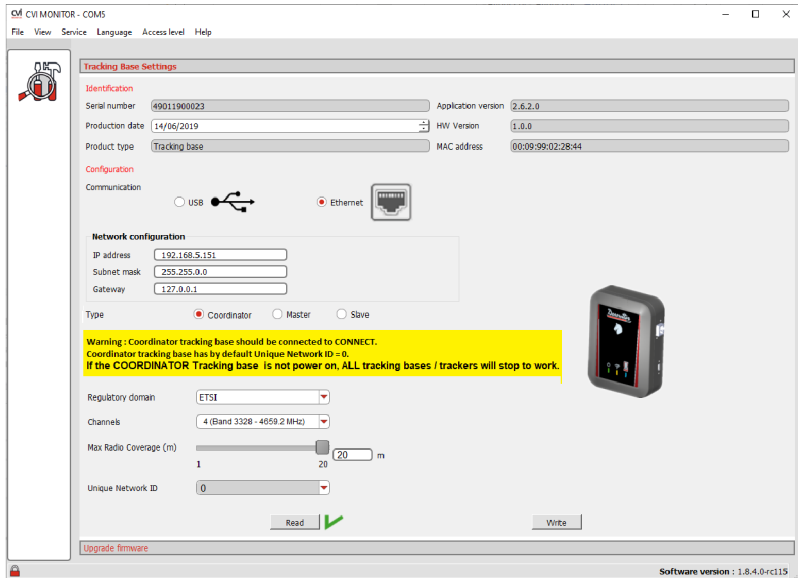 CVI CVI MONITOR - COM5
File View Service Language Access level Help
Tracking Base Settings
Identification
Serial number 49011900023 Application version 2.6.2.0
Production date 14/06/2019 HW Version 1.0.0
Product type Tracking base MAC address 00:09:99:02:28:44
Configuration
Communication
USB Ethernet
Network configuration
IP address 192.168.5.151
Subnet mask 255.255.0.0
Gateway 127.0.0.1
Type Coordinator Master Slave
Warning : Coordinator tracking base should be connected to CONNECT.
Coordinator tracking base has by default Unique Network ID = 0.
If the COORDINATOR Tracking base is not power on, ALL tracking bases / trackers will stop to work.
Regulatory domain ETSI
Channels 4 (Band 3328 - 4659.2 MHz)
Max Radio Coverage (m) 20 m
1 20
Unique Network ID 0
Read Write
Upgrade firmware
Software version : 1.8.4.0-rc115